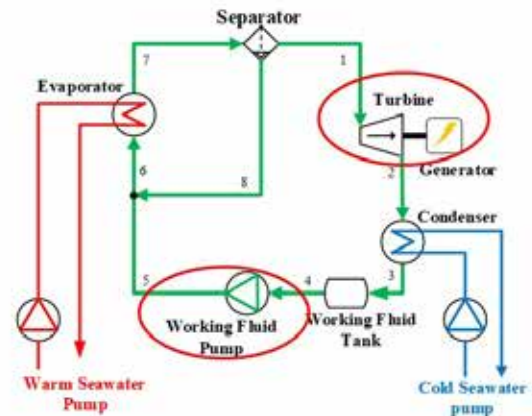 Separator
7
1
Evaporator
Turbine
6
8
2
Generator
Condenser
5
4
3
Working Fluid
Pump
Working Fluid
Tank
Warm Seawater
Pump
Cold Seawater
pump